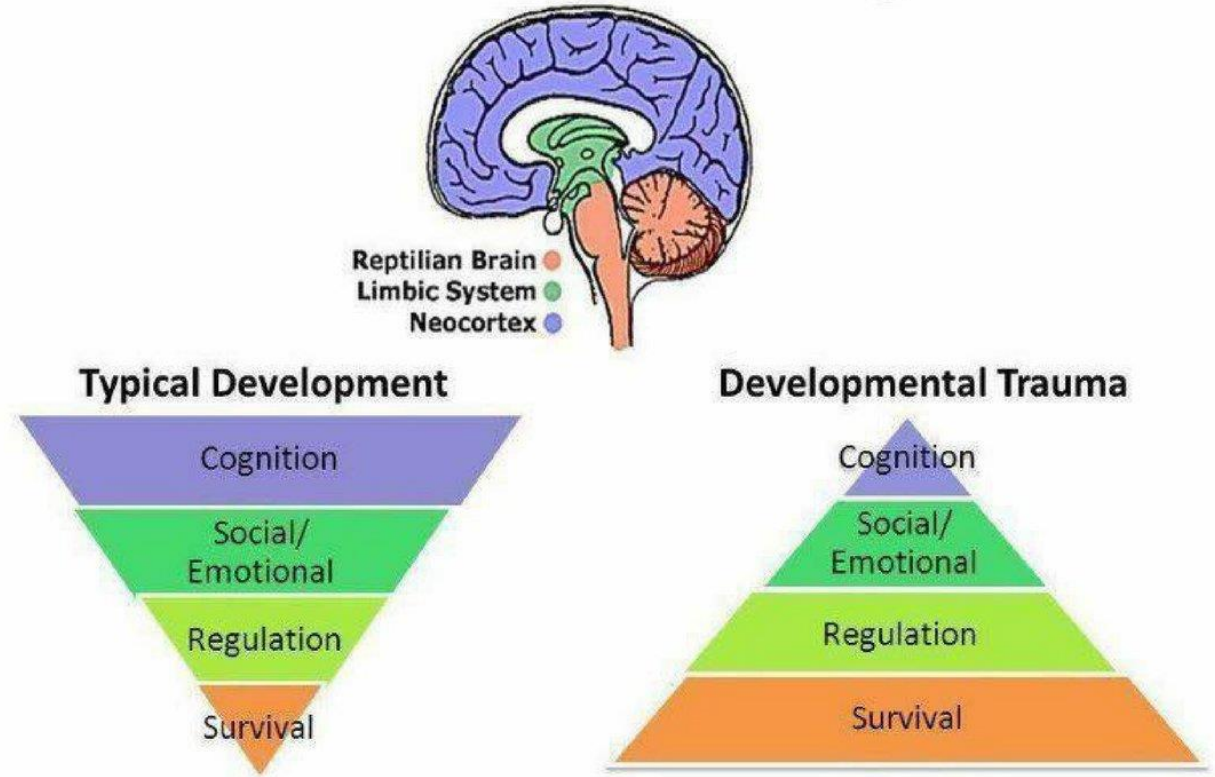 Reptilian Brain
Limbic System
Neocortex
Typical Development
Cognition
Social/
Emotional
Regulation
Survival
Developmental Trauma
Cognition
Social/
Emotional
Regulation
Survival